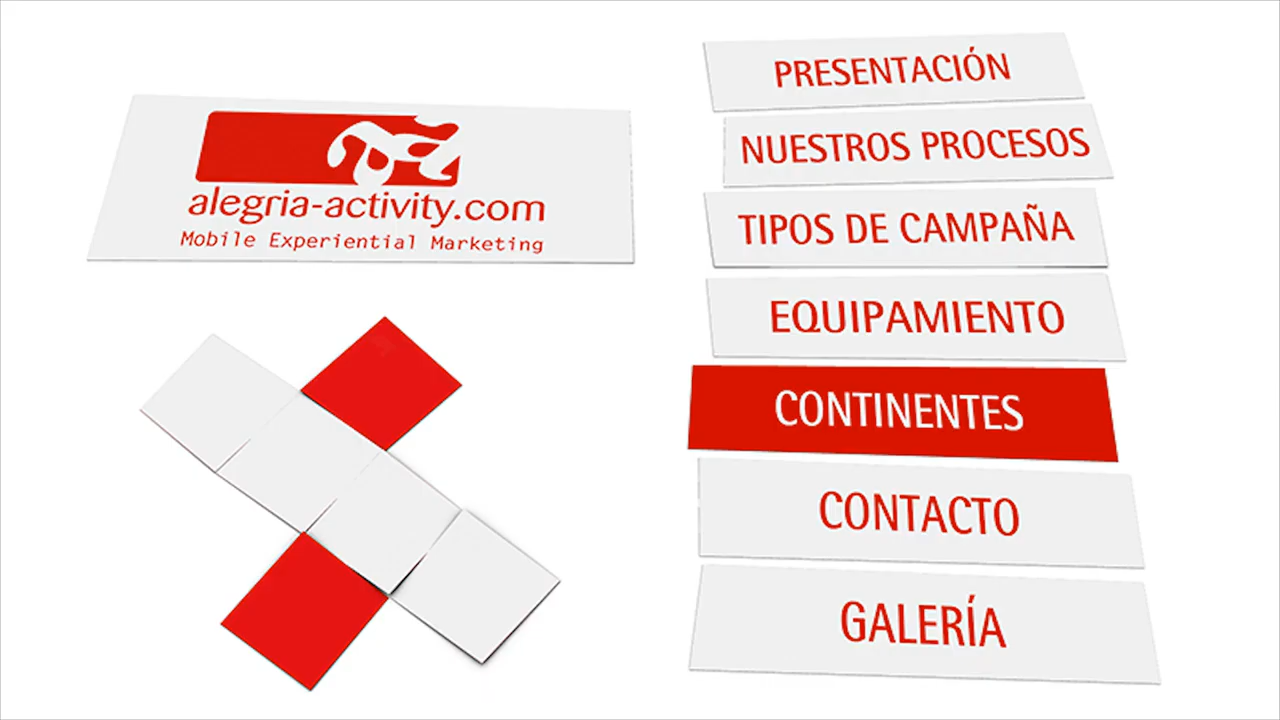 alegria-activity.com
Mobile Experiential Marketing
PRESENTACIÓN
NUESTROS PROCESOS
TIPOS DE CAMPAÑA
EQUIPAMIENTO
CONTINENTES
CONTACTO
GALERÍA